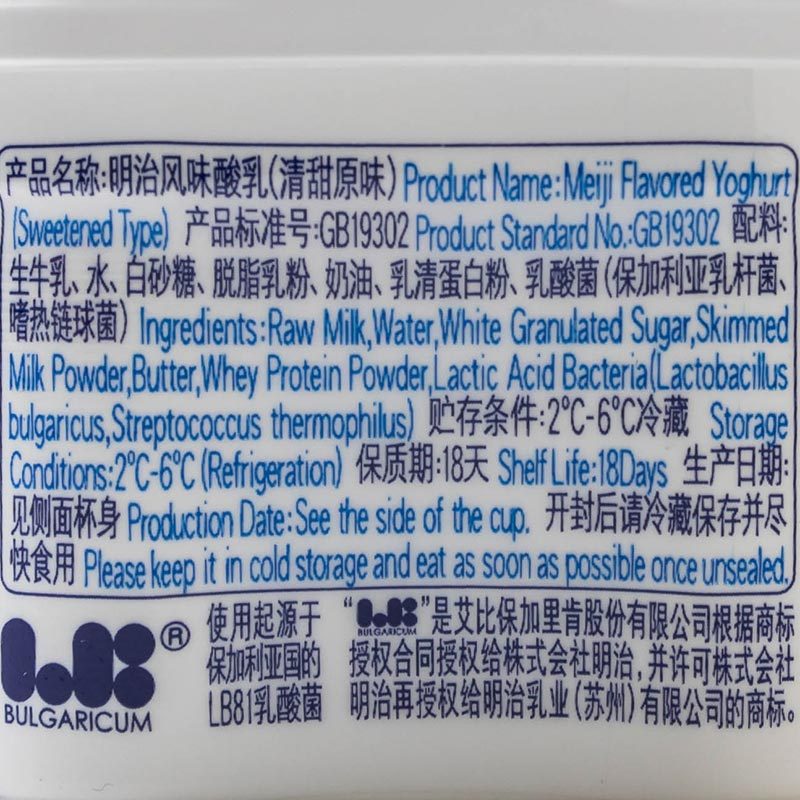 产品名称:明治风味酸乳(清甜原味) Product Name:Meiji Flavored Yoghurt
(Sweetened Type) 产品标准号:GB19302 Product Standard No.:GB19302 配料:
生牛乳、水、白砂糖、脱脂乳粉、奶油、乳清蛋白粉、乳酸菌(保加利亚乳杆菌、
嗜热链球菌) Ingredients:Raw Milk,Water,White Granulated Sugar,Skimmed
Milk Powder,Butter,Whey Protein Powder,Lactic Acid Bacteria(Lactobacillus
bulgaricus,Streptococcus thermophilus) 贮存条件:2°C-6°C冷藏 Storage
Conditions:2°C-6°C(Refrigeration) 保质期:18天 Shelf Life:18Days 生产日期:
见侧面杯身 Production Date:See the side of the cup. 开封后请冷藏保存并尽
快食用 Please keep it in cold storage and eat as soon as possible once unsealed.
LB®
BULGARICUM
使用起源于
保加利亚国的
LB81乳酸菌
“LB BULGARICUM”是艾比保加里肯股份有限公司根据商标
授权合同授权给株式会社明治,并许可株式会社
明治再授权给明治乳业(苏州)有限公司的商标。